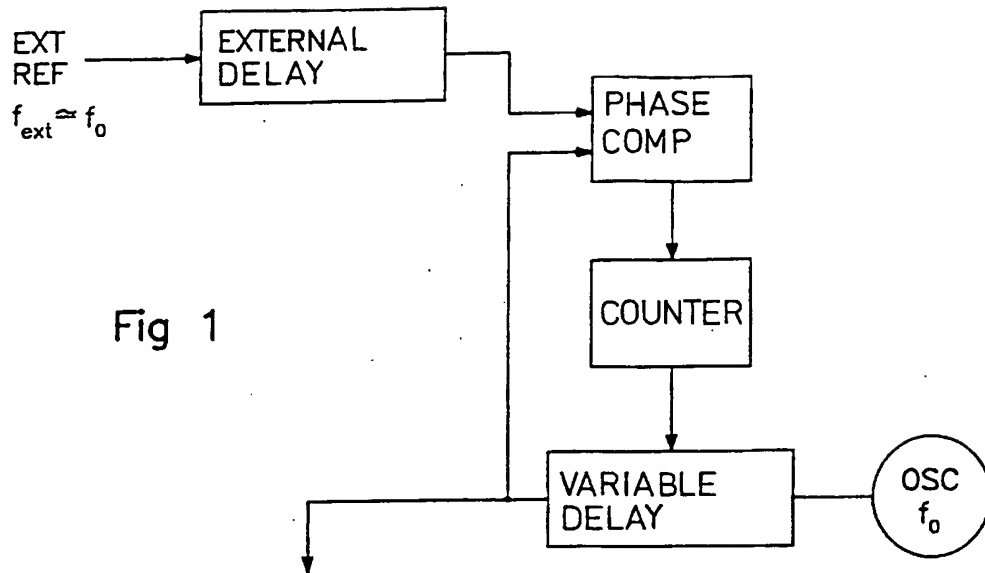 EXT
REF
f_ext ≃ f_0
EXTERNAL
DELAY
PHASE
COMP
COUNTER
Fig 1
VARIABLE
DELAY
OSC
f_0